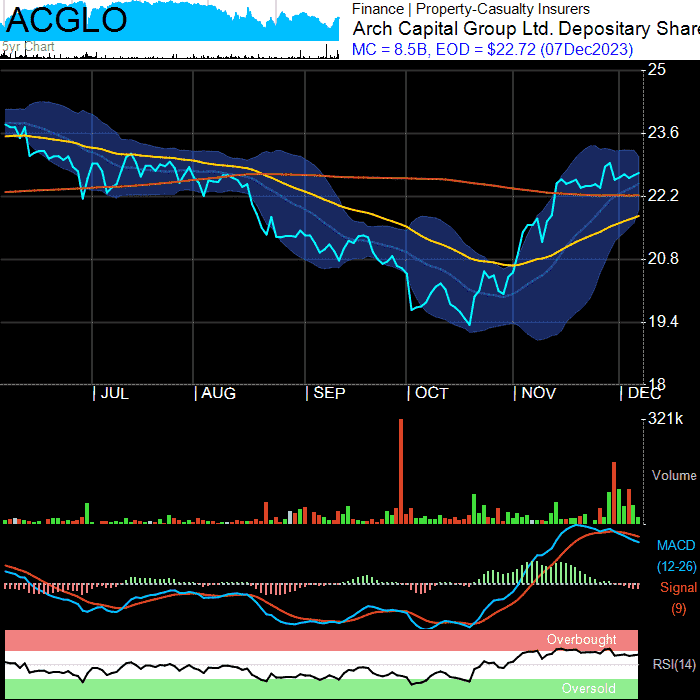 ACGLO
5yr Chart
Finance | Property-Casualty Insurers
Arch Capital Group Ltd. Depositary Share
MC = 8.5B, EOD = $22.72 (07Dec2023)
25
23.6
22.2
20.8
19.4
18
JUL AUG SEP OCT NOV DEC
321k
Volume
MACD
(12-26)
Signal
(9)
Overbought
RSI(14)
Oversold